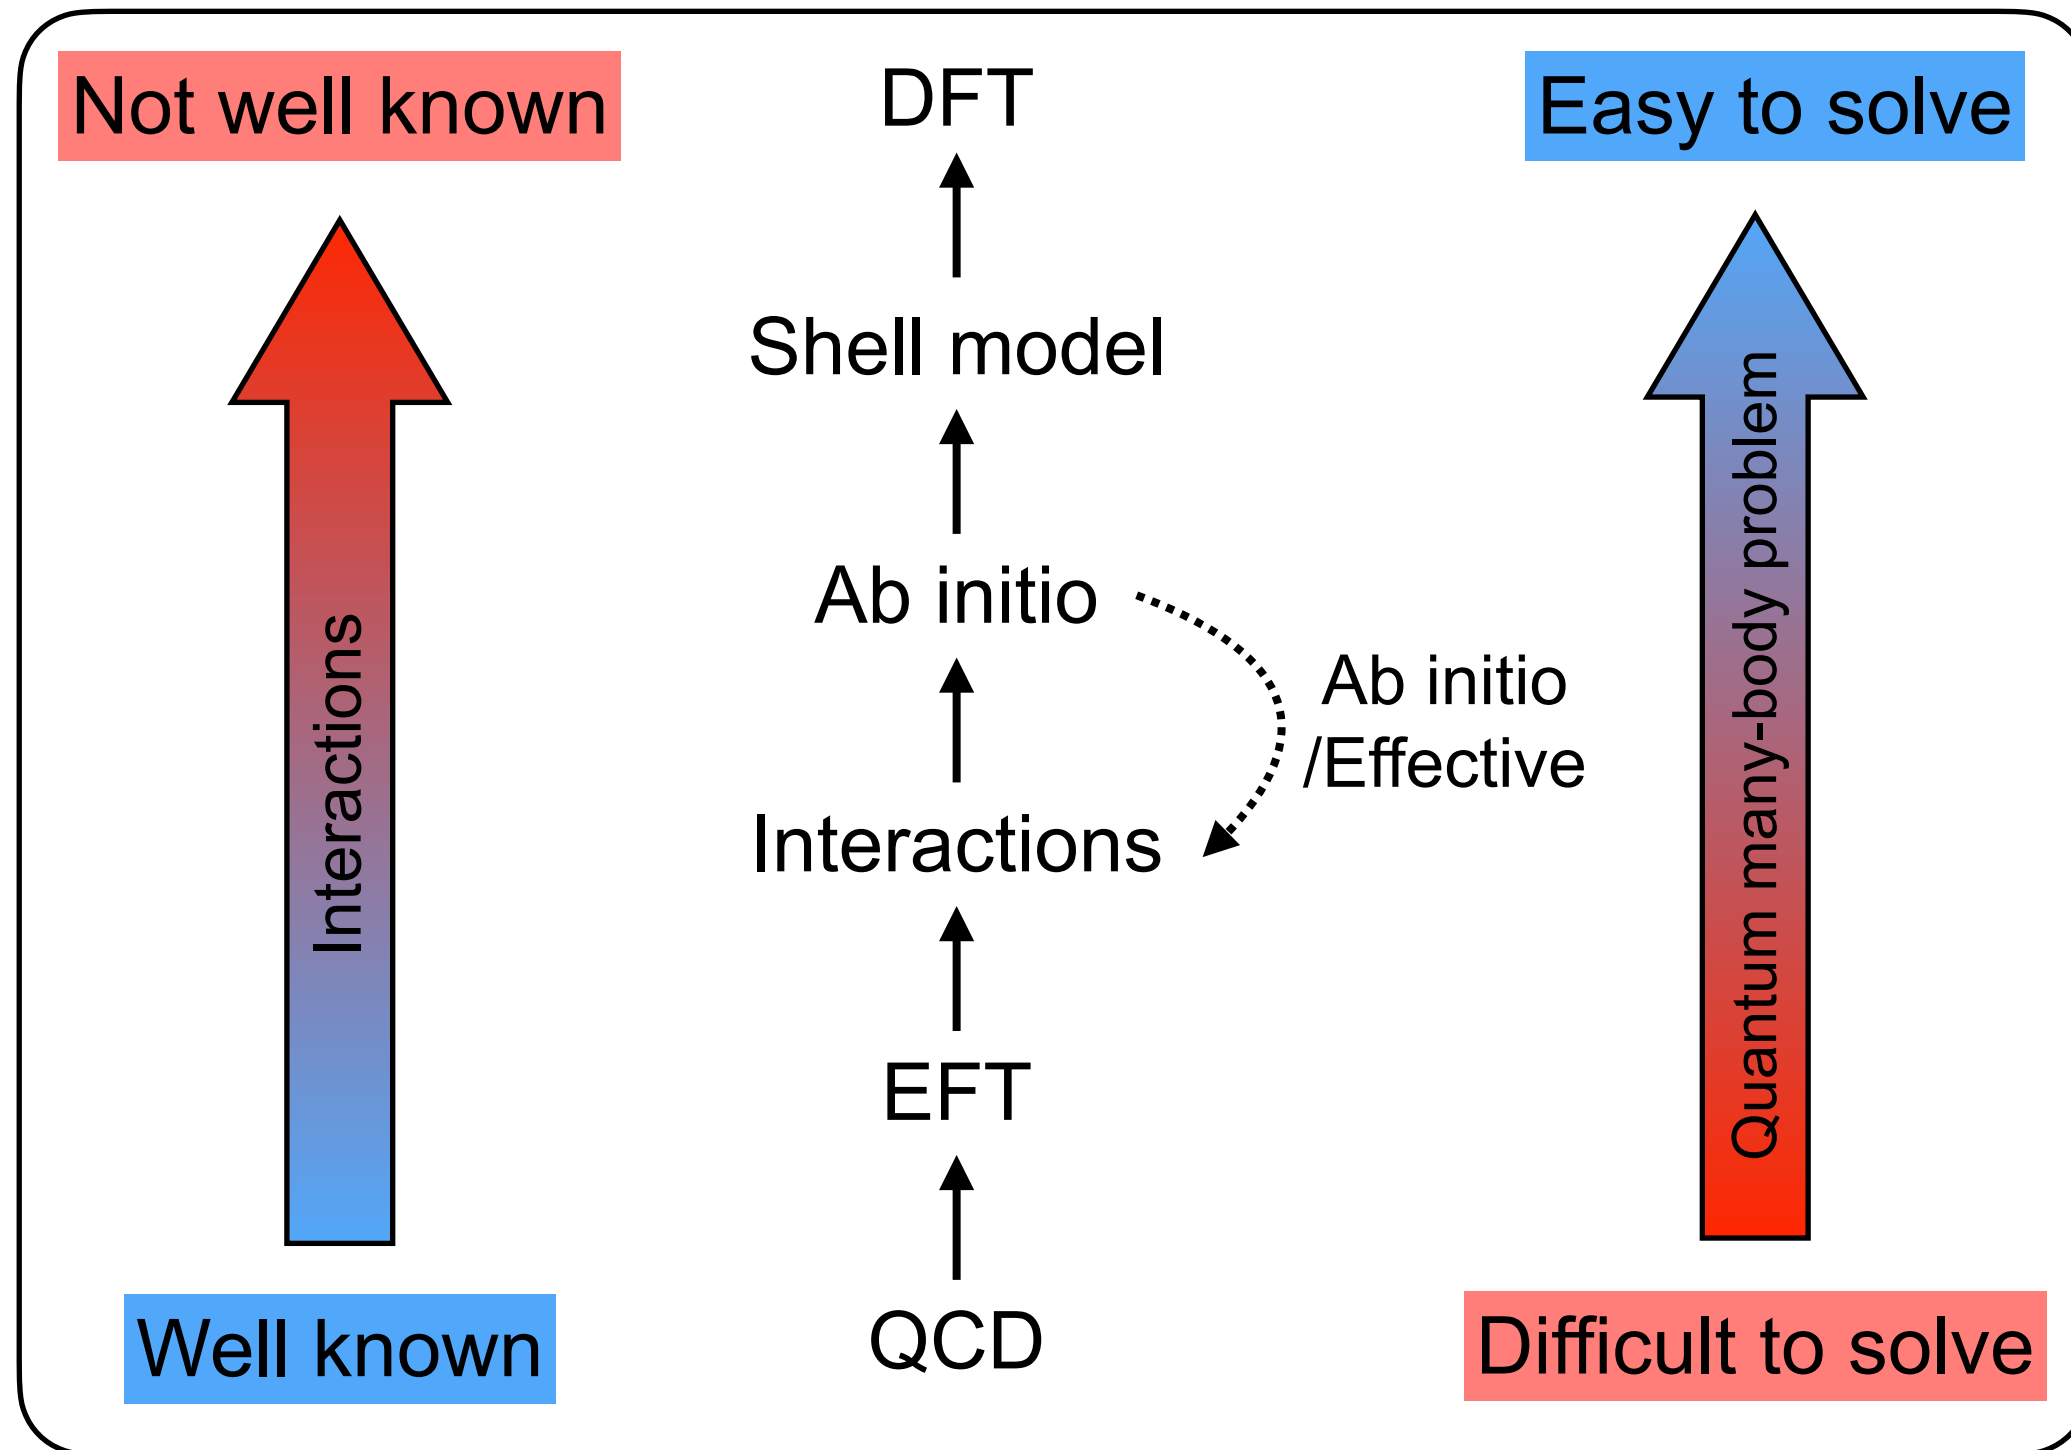 Not well known
DFT
Easy to solve
Shell model
Ab initio
Ab initio
/Effective
Interactions
Interactions
Quantum many-body problem
EFT
QCD
Well known
Difficult to solve